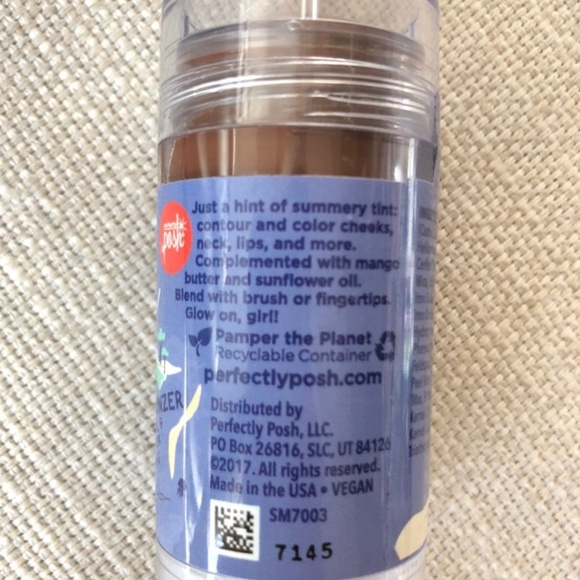 Just a hint of summery tint:
contour and color cheeks,
neck, lips, and more.
Complemented with mango
butter and sunflower oil.
Blend with brush or fingertips.
Glow on, girl!!
Pamper the Planet
Recyclable Container
perfectlyposh.com
Distributed by
Perfectly Posh, LLC.
PO Box 26816, SLC, UT 84126
©2017. All rights reserved.
Made in the USA • VEGAN
SM7003
7145
posh
NZER